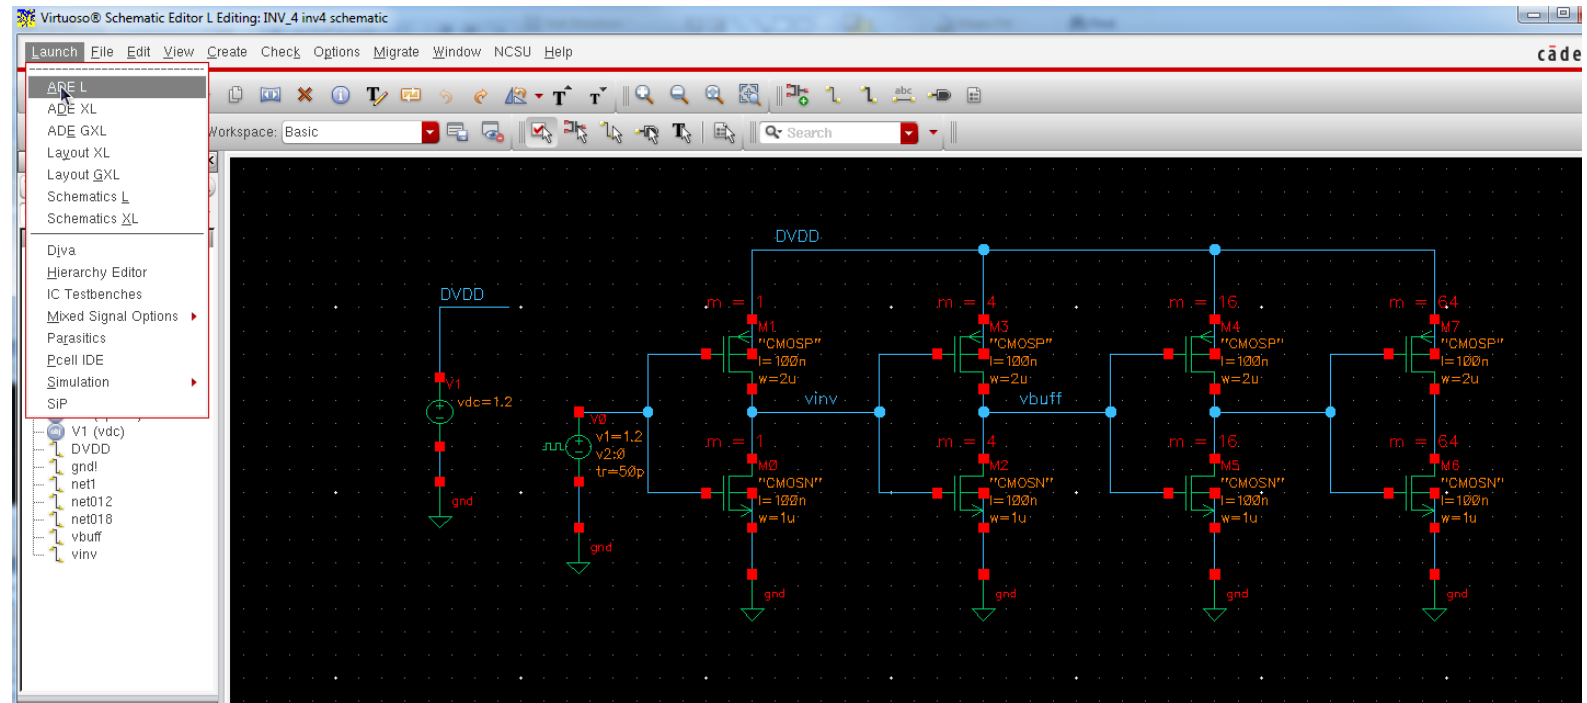 Virtuoso® Schematic Editor L Editing: INV_4 inv4 schematic
Launch File Edit View Create Check Options Migrate Window NCSU Help
cāde
ADE L
ADE XL
ADE GXL
Layout XL
Layout GXL
Schematics L
Schematics XL
Diva
Hierarchy Editor
IC Testbenches
Mixed Signal Options
Parasitics
Pcell IDE
Simulation
SiP
abc
Workspace: Basic
Search
V1 (vdc)
DVDD
gnd!
net1
net012
net018
vbuff
vinv
DVDD
DVDD
V1
vdc=1.2
gnd
V0
v1=1.2
v2:0
tr=50p
gnd
m = 1
M1
"CMOSP"
l=100n
w=2u
vinv
m = 1
M0
"CMOSN"
l=100n
w=1u
gnd
m = 4
M3
"CMOSP"
l=100n
w=2u
vbuff
m = 4
M2
"CMOSN"
l=100n
w=1u
gnd
m = 16
M4
"CMOSP"
l=100n
w=2u
m = 16
M5
"CMOSN"
l=100n
w=1u
gnd
m = 64
M7
"CMOSP"
l=100n
w=2u
m = 64
M6
"CMOSN"
l=100n
w=1u
gnd